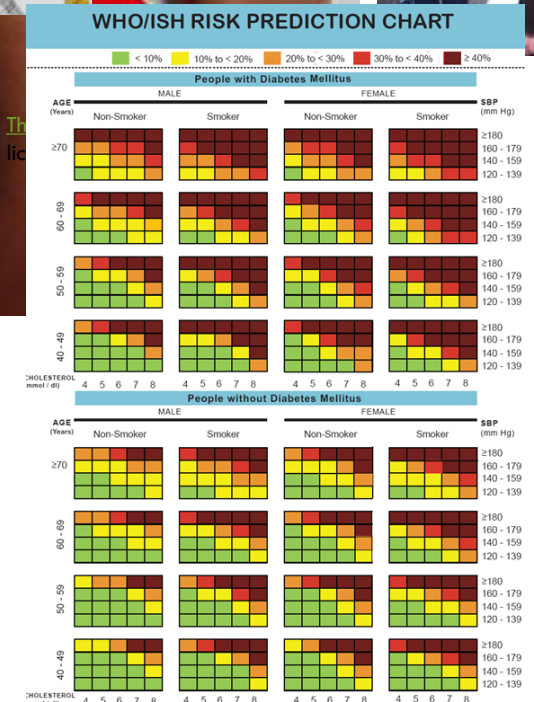 WHO/ISH RISK PREDICTION CHART
< 10% 10% to < 20% 20% to < 30% 30% to < 40% ≥ 40%
People with Diabetes Mellitus
MALE FEMALE
AGE (Years) Non-Smoker Smoker Non-Smoker Smoker SBP (mm Hg)
Th
lic
≥70
≥180
160 - 179
140 - 159
120 - 139
60 - 69
≥180
160 - 179
140 - 159
120 - 139
50 - 59
≥180
160 - 179
140 - 159
120 - 139
40 - 49
≥180
160 - 179
140 - 159
120 - 139
CHOLESTEROL
mmol / dl) 4 5 6 7 8 4 5 6 7 8 4 5 6 7 8 4 5 6 7 8
People without Diabetes Mellitus
MALE FEMALE
AGE (Years) Non-Smoker Smoker Non-Smoker Smoker SBP (mm Hg)
≥70
≥180
160 - 179
140 - 159
120 - 139
60 - 69
≥180
160 - 179
140 - 159
120 - 139
50 - 59
≥180
160 - 179
140 - 159
120 - 139
40 - 49
≥180
160 - 179
140 - 159
120 - 139
CHOLESTEROL
4 5 6 7 8 4 5 6 7 8 4 5 6 7 8 4 5 6 7 8